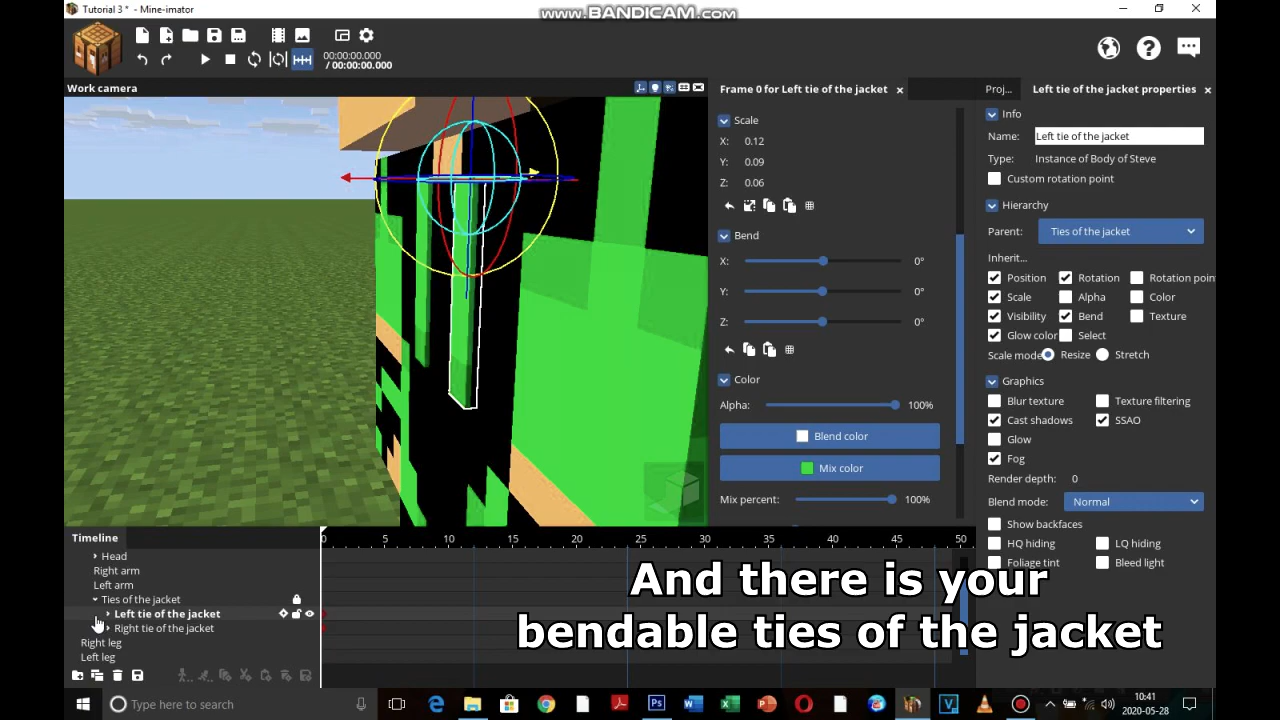 Tutorial 3 * - Mine-imator
www.BANDICAM.com
00:00:00.000
/ 00:00:00.000
Work camera
Frame 0 for Left tie of the jacket
Proj...
Left tie of the jacket properties
Scale
X: 0.12
Y: 0.09
Z: 0.06
Bend
X: 0°
Y: 0°
Z: 0°
Color
Alpha: 100%
Blend color
Mix color
Mix percent: 100%
Info
Name: Left tie of the jacket
Type: Instance of Body of Steve
Custom rotation point
Hierarchy
Parent: Ties of the jacket
Inherit...
Position Rotation Rotation poin
Scale Alpha Color
Visibility Bend Texture
Glow color Select
Scale mode Resize Stretch
Graphics
Blur texture Texture filtering
Cast shadows SSAO
Glow
Fog
Render depth: 0
Blend mode: Normal
Show backfaces
HQ hiding LQ hiding
Foliage tint Bleed light
Timeline
0 5 10 15 20 25 30 35 40 45 50
Head
Right arm
Left arm
Ties of the jacket
Left tie of the jacket
Right tie of the jacket
Right leg
Left leg
And there is your
bendable ties of the jacket
Type here to search
10:41
2020-05-28